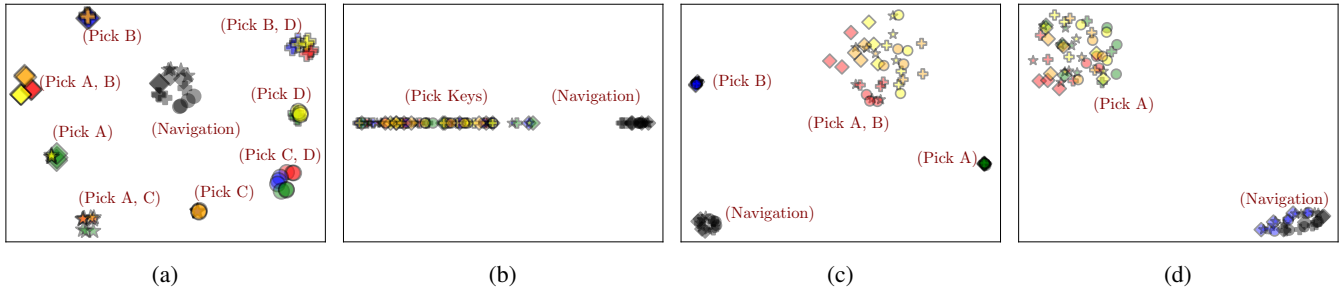 (Pick B)
(Pick B, D)
(Pick A, B)
(Pick D)
(Navigation)
(Pick A)
(Pick C, D)
(Pick A, C)
(Pick C)
(a)
(Pick Keys)
(Navigation)
(b)
(Pick B)
(Pick A, B)
(Pick A)
(Navigation)
(c)
(Pick A)
(Navigation)
(d)